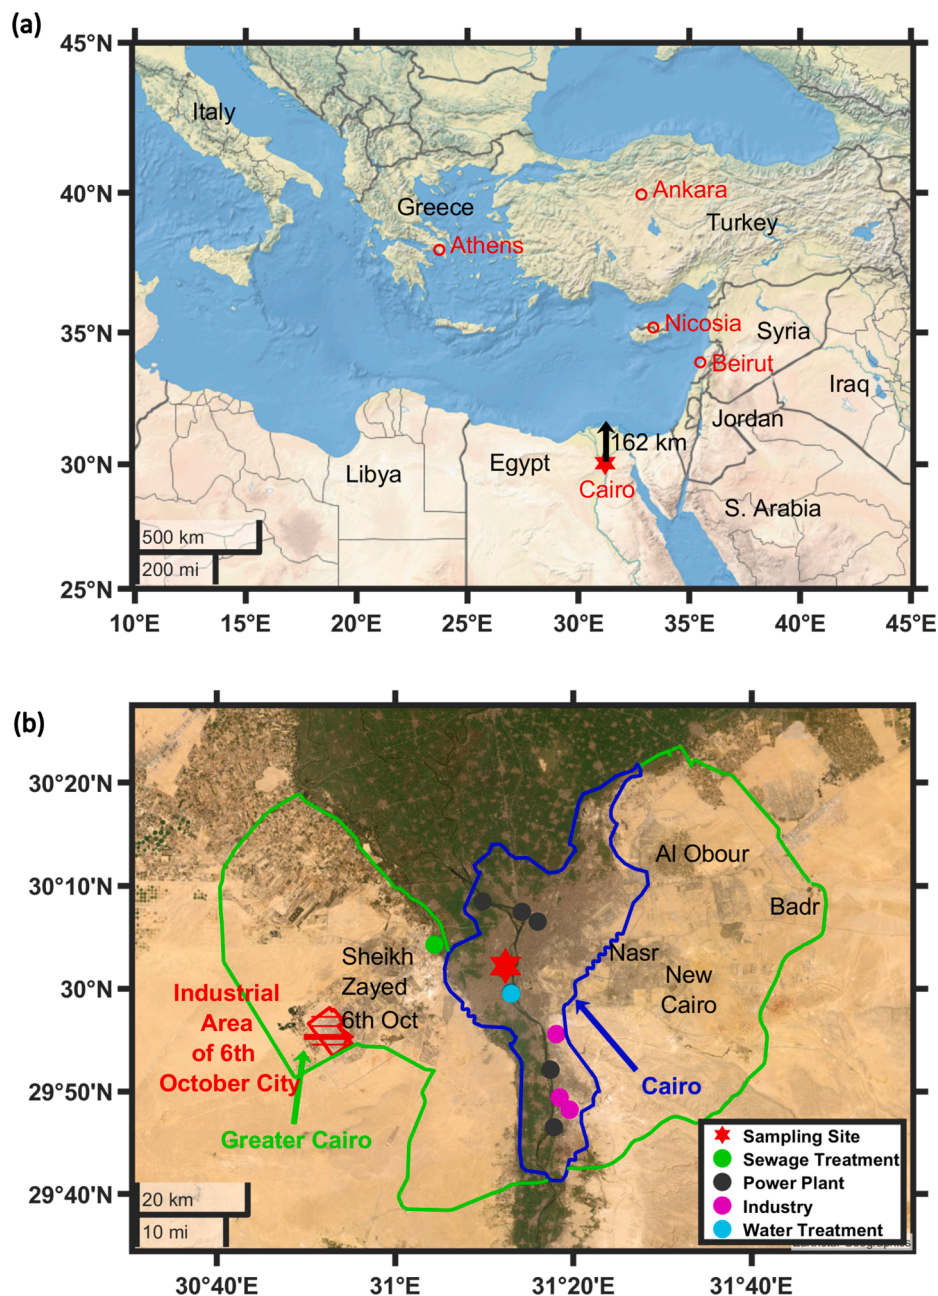 (a)
45°N
40°N
35°N
30°N
25°N
Italy
Greece
Athens
Ankara
Turkey
Nicosia
Syria
Beirut
Iraq
Jordan
162 km
Egypt
Libya
Cairo
S. Arabia
500 km
200 mi
10°E 15°E 20°E 25°E 30°E 35°E 40°E 45°E
(b)
30°20'N
30°10'N
30°N
29°50'N
29°40'N
Al Obour
Badr
Nasr
New
Cairo
Sheikh
Zayed
6th Oct
Industrial
Area
of 6th
October City
Greater Cairo
Cairo
Sampling Site
Sewage Treatment
Power Plant
Industry
Water Treatment
20 km
10 mi
30°40'E 31°E 31°20'E 31°40'E